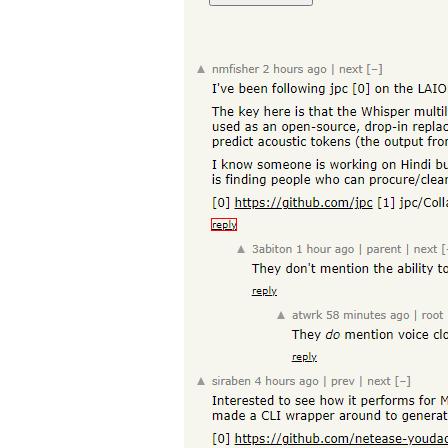 ▲ nmfisher 2 hours ago | next [–]
I've been following jpc [0] on the LAIO
The key here is that the Whisper multil
used as an open-source, drop-in replac
predict acoustic tokens (the output fro
I know someone is working on Hindi bu
is finding people who can procure/clear
[0] https://github.com/jpc [1] jpc/Colla
reply
▲ 3abiton 1 hour ago | parent | next [
They don't mention the ability to
reply
▲ atwrk 58 minutes ago | root
They do mention voice clo
reply
▲ siraben 4 hours ago | prev | next [–]
Interested to see how it performs for M
made a CLI wrapper around to generat
[0] https://github.com/netease-youdao